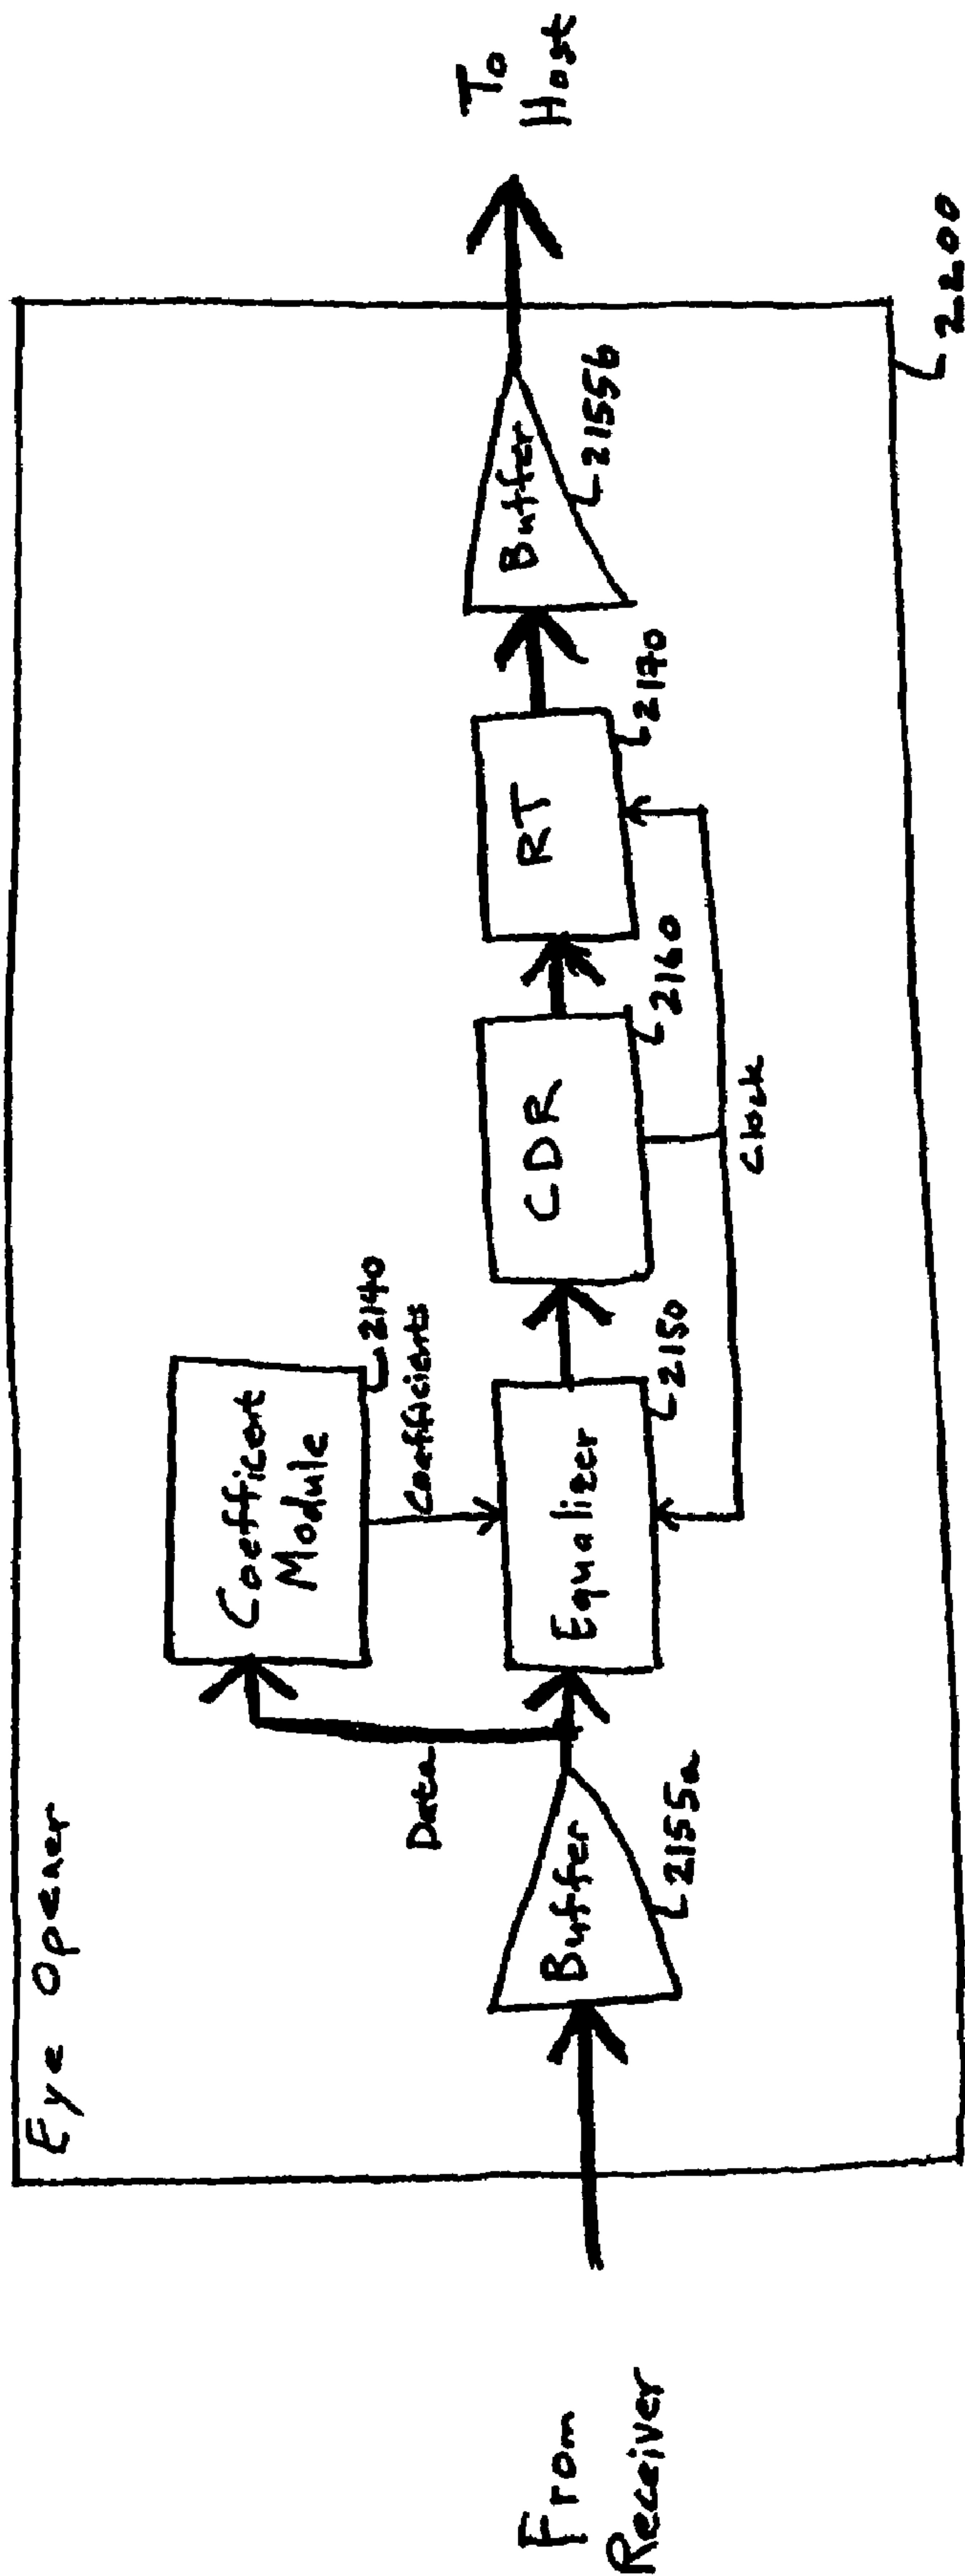 Eye Opener
From
Receiver
Buffer
2155a
Data
Coefficent
Module
2140
Coefficients
Equalizer
2150
CDR
2160
Clock
RT
2170
Buffer
2155b
To
Host
2200